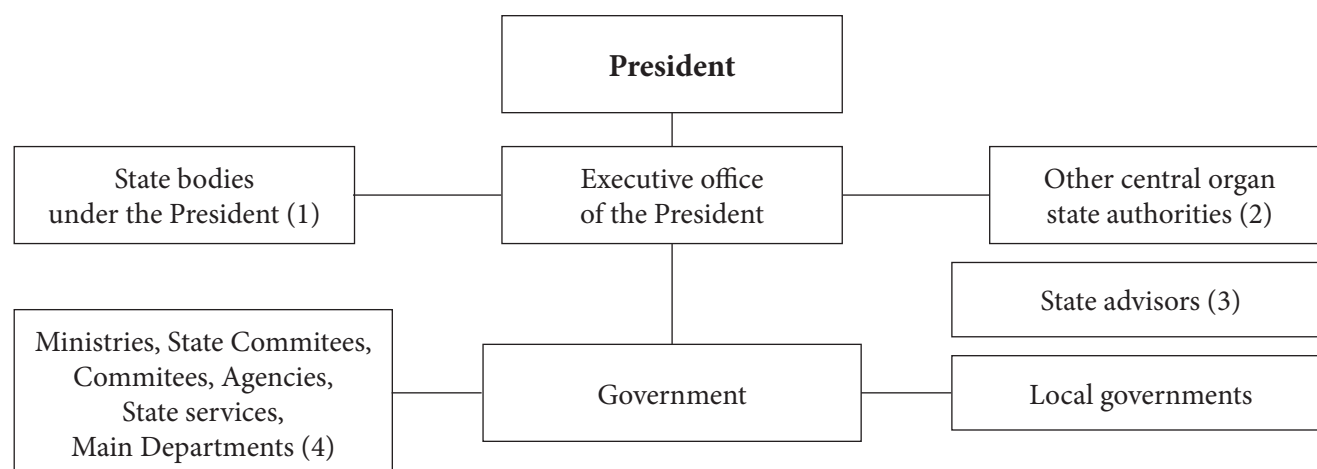 President
State bodies
under the President (1)
Executive office
of the President
Other central organ
state authorities (2)
State advisors (3)
Ministries, State Commitees,
Commitees, Agencies,
State services,
Main Departments (4)
Government
Local governments